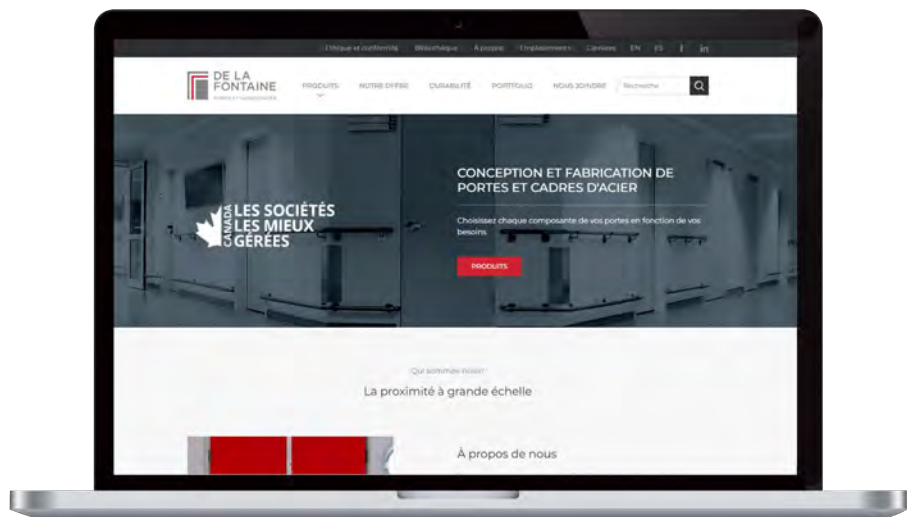 Éthique et conformité Bibliothèque À propos Emplacements Carrières EN ES f in
DE LA
FONTAINE
PRODUITS NOTRE OFFRE DURABILITÉ PORTFOLIO NOUS JOINDRE Recherche
CANADA
LES SOCIÉTÉS
LES MIEUX
GÉRÉES
CONCEPTION ET FABRICATION DE
PORTES ET CADRES D'ACIER
Choisissez chaque composante de vos portes en fonction de vos
besoins
PRODUITS
Qui sommes-nous?
La proximité à grande échelle
À propos de nous